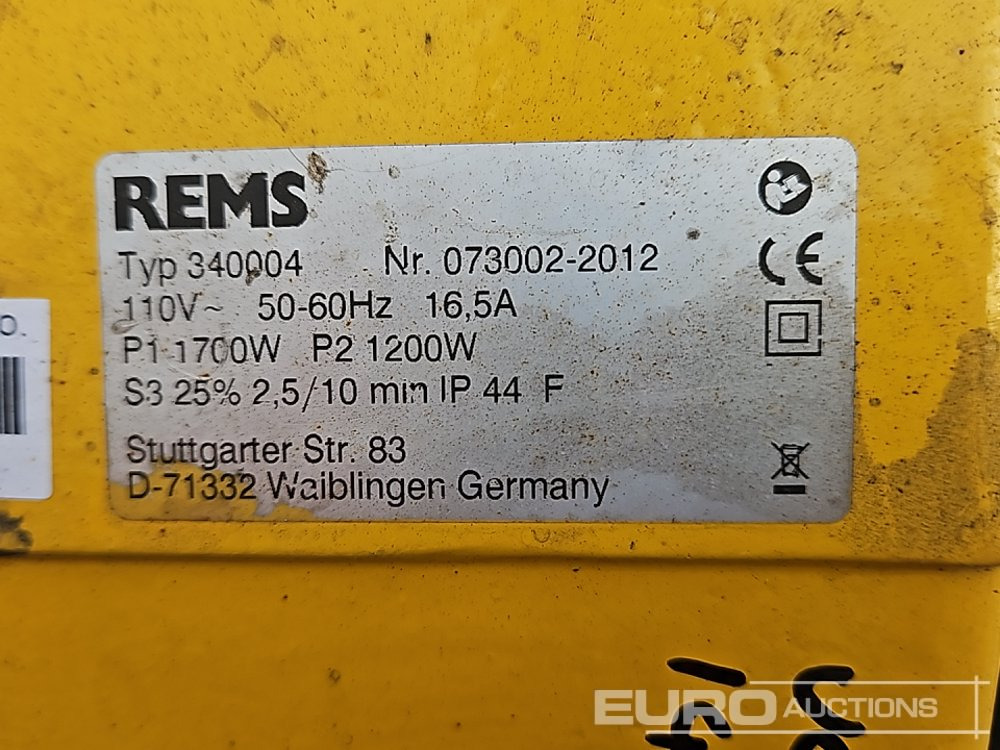 REMS
Typ 340004 Nr. 073002-2012
110V~ 50-60Hz 16,5A
P1 1700W P2 1200W
S3 25% 2,5/10 min IP 44 F
Stuttgarter Str. 83
D-71332 Waiblingen Germany
CE
o.
EURO AUCTIONS